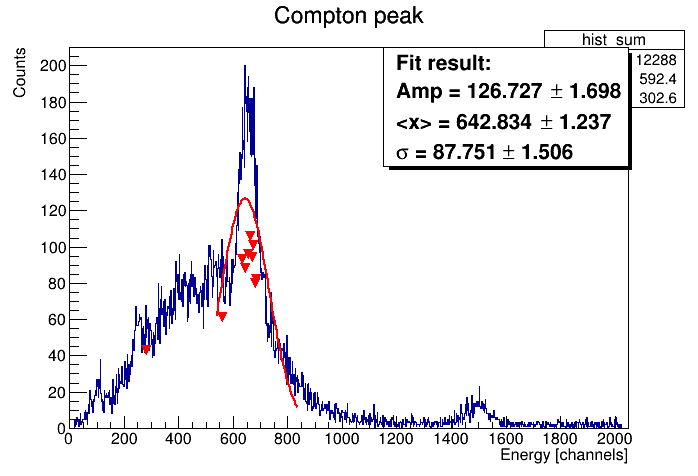 Compton peak
hist_sum
12288
592.4
302.6
Fit result:
Amp = 126.727 ± 1.698
<x> = 642.834 ± 1.237
σ = 87.751 ± 1.506
Counts
200
180
160
140
120
100
80
60
40
20
0
0 200 400 600 800 1000 1200 1400 1600 1800 2000
Energy [channels]